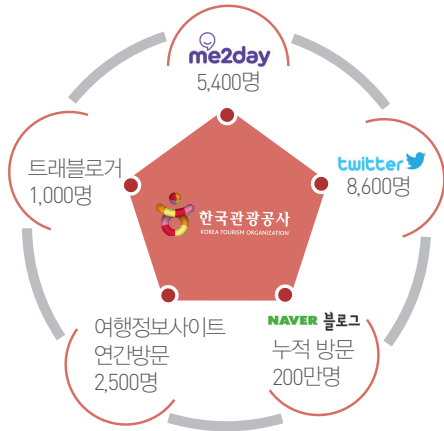 me2day
5,400명
트래블로거
1,000명
twitter
8,600명
한국관광공사
KOREA TOURISM ORGANIZATION
여행정보사이트
연간방문
2,500명
NAVER 블로그
누적 방문
200만명